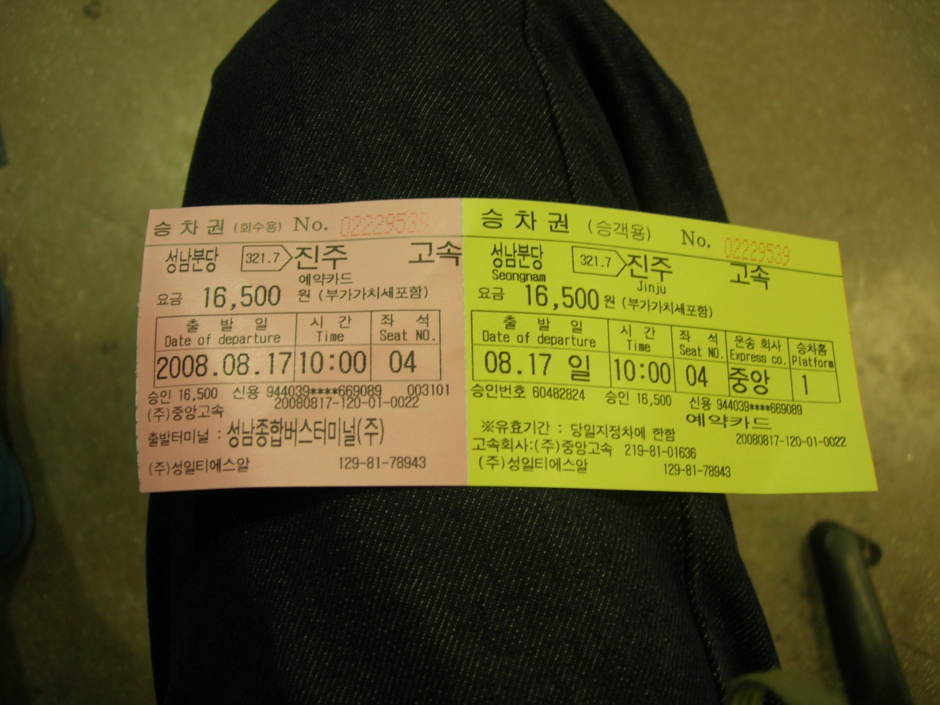 승 차 권 (회수용) No. 02229539
성남분당 321.7 진주 고속
예약카드
요금 16,500 원 (부가가치세포함)
출 발 일 시 간 좌 석
Date of departure Time Seat NO.
2008.08.17 10:00 04
승인 16,500 신용 944039****669089 003101
20080817-120-01-0022
(주)중앙고속
출발터미널 : 성남종합버스터미널(주)
(주)성일티에스알 129-81-78943
승 차 권 (승객용) No. 02229539
성남분당 321.7 진주 고속
Seongnam Jinju
요금 16,500 원 (부가가치세포함)
출 발 일 시 간 좌 석 운송 회사 승차홈
Date of departure Time Seat NO. Express co. Platform
08.17 일 10:00 04 중앙 1
승인번호 60482824 승인 16,500 신용 944039****669089
예약카드
※유효기간 : 당일지정차에 한함 20080817-120-01-0022
고속회사:(주)중앙고속 219-81-01636
(주)성일티에스알 129-81-78943